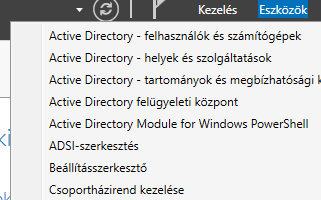 Kezelés Eszközök
Active Directory - felhasználók és számítógépek
Active Directory - helyek és szolgáltatások
Active Directory - tartományok és megbízhatósági k
Active Directory felügyeleti központ
Active Directory Module for Windows PowerShell
ADSI-szerkesztés
Beállításszerkesztő
Csoportházirend kezelése